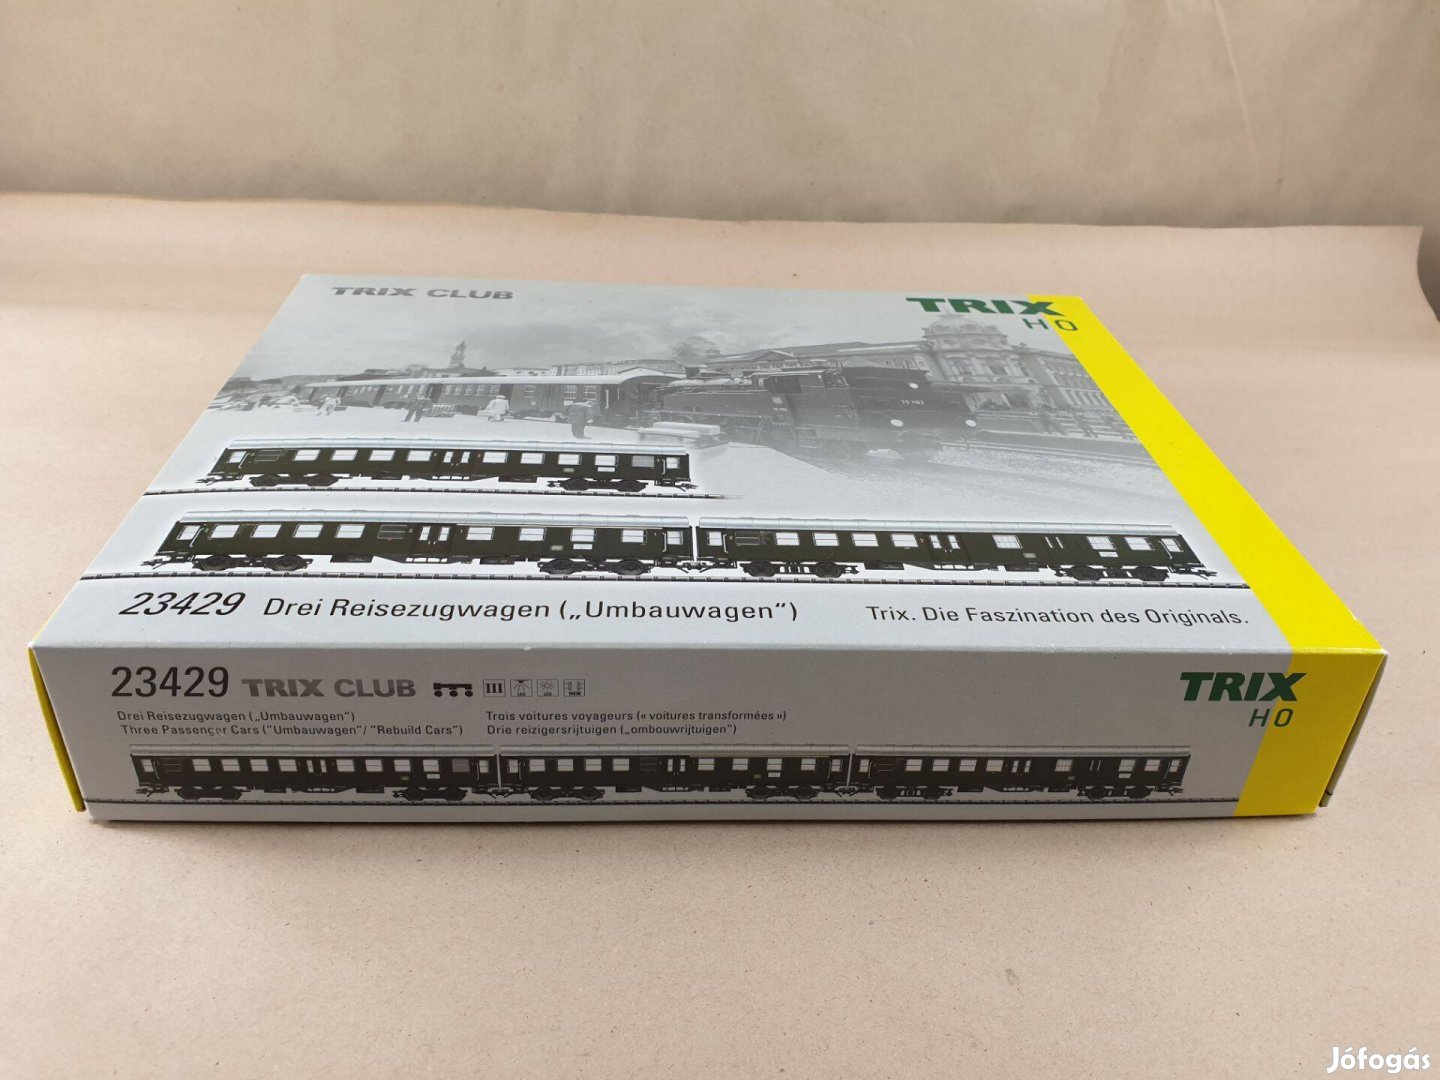 TRIX CLUB
TRIX
H0
23429 Drei Reisezugwagen („Umbauwagen“)
Trix. Die Faszination des Originals.
23429 TRIX CLUB
III
TRIX
H0
Drei Reisezugwagen („Umbauwagen“)
Three Passenger Cars (“Umbauwagen”/ “Rebuild Cars”)
Trois voitures voyageurs (« voitures transformées »)
Drie reizigersrijtuigen („ombouwrijtuigen”)
Jófogás